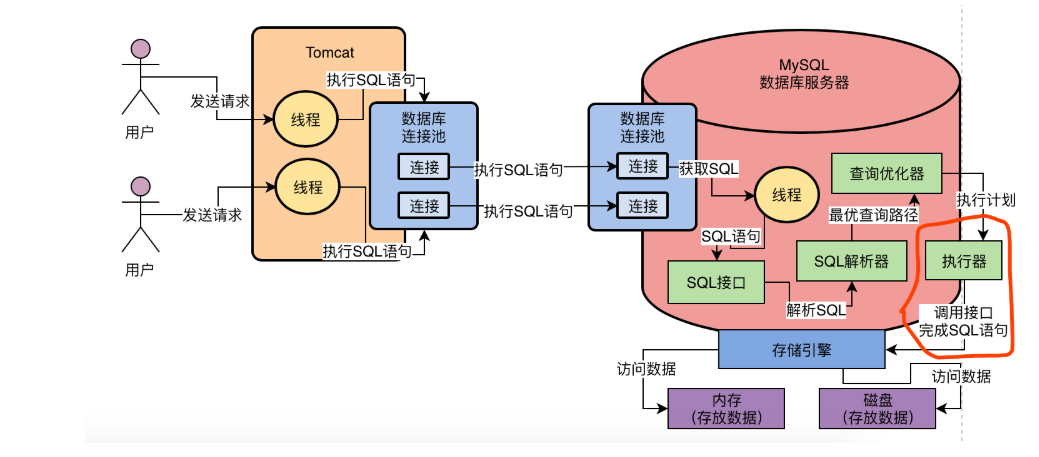 Tomcat
MySQL
数据库服务器
执行SQL语句
发送请求
线程
用户
数据库
连接池
连接
执行SQL语句
连接
执行SQL语句
数据库
连接池
连接
获取SQL
连接
线程
查询优化器
执行计划
线程
发送请求
执行SQL语句
用户
最优查询路径
SQL语句
SQL接口
解析SQL
SQL解析器
执行器
调用接口
完成SQL语句
存储引擎
访问数据
访问数据
内存
(存放数据)
磁盘
(存放数据)